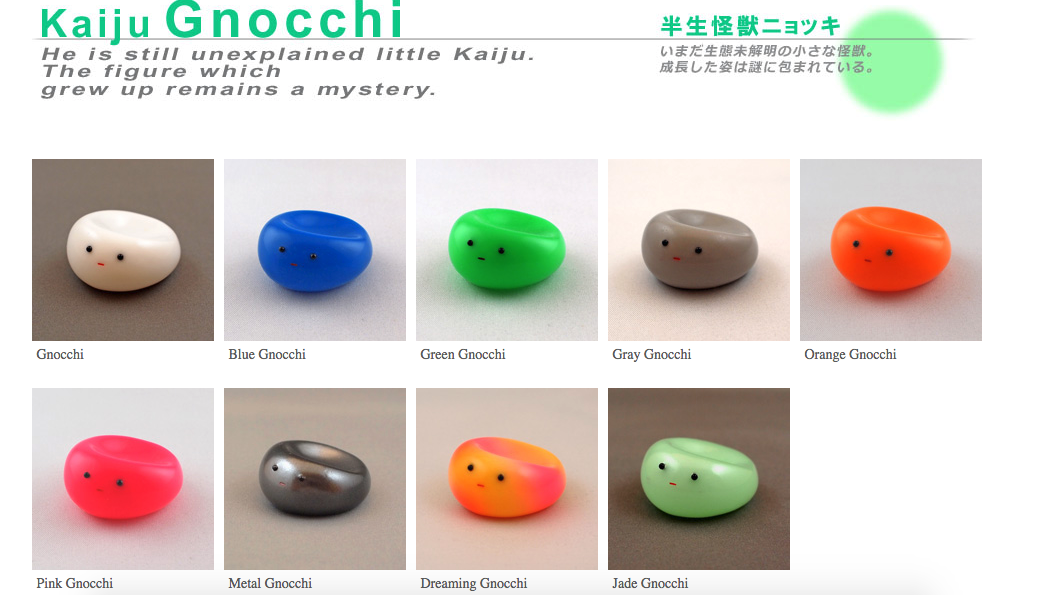 Kaiju Gnocchi
半生怪獣ニョッキ
He is still unexplained little Kaiju.
The figure which
grew up remains a mystery.
いまだ生態未解明の小さな怪獣。
成長した姿は謎に包まれている。
Gnocchi
Blue Gnocchi
Green Gnocchi
Gray Gnocchi
Orange Gnocchi
Pink Gnocchi
Metal Gnocchi
Dreaming Gnocchi
Jade Gnocchi